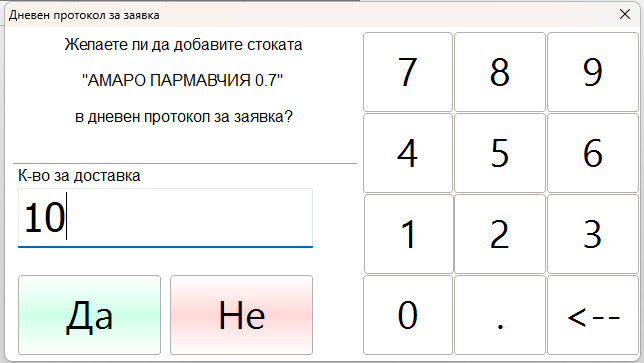 Дневен протокол за заявка
Желаете ли да добавите стоката
"АМАРО ПАРМАВЧИЯ 0.7"
в дневен протокол за заявка?
К-во за доставка
10
Да
Не
7 8 9
4 5 6
1 2 3
0 . <--